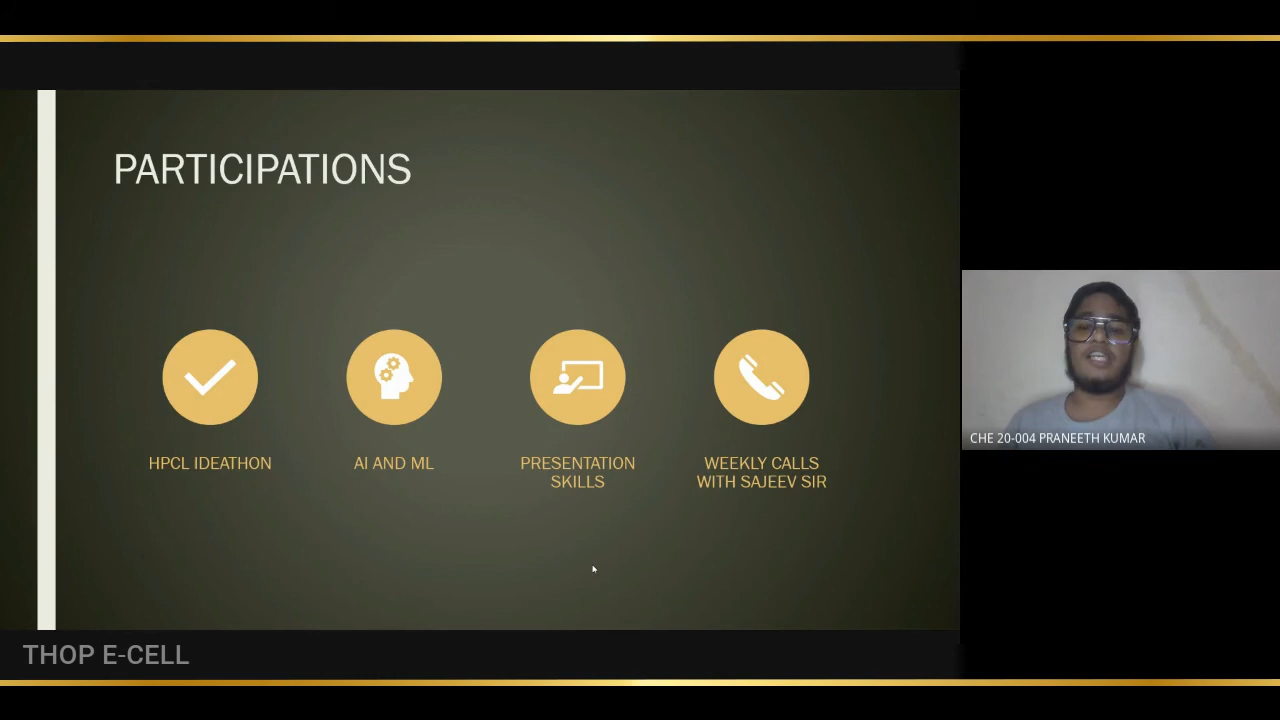 PARTICIPATIONS
HPCL IDEATHON
AI AND ML
PRESENTATION
SKILLS
WEEKLY CALLS
WITH SAJEEV SIR
CHE 20-004 PRANEETH KUMAR
THOP E-CELL